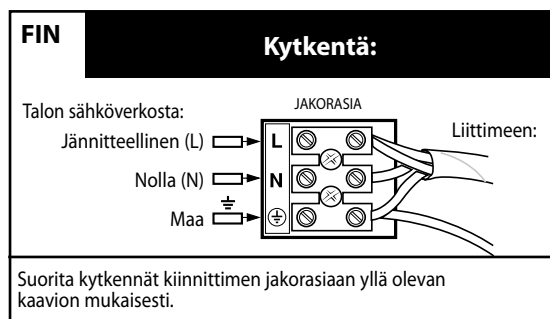 FIN
Kytkentä:
Talon sähköverkosta:
JAKORASIA
Liittimeen:
Jännitteellinen (L)
L
Nolla (N)
N
Maa
Suorita kytkennät kiinnittimen jakorasiaan yllä olevan
kaavion mukaisesti.